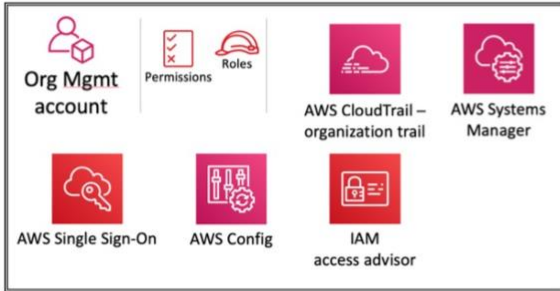 Org Mgmt
account
Permissions
Roles
AWS CloudTrail –
organization trail
AWS Systems
Manager
AWS Single Sign-On
AWS Config
IAM
access advisor